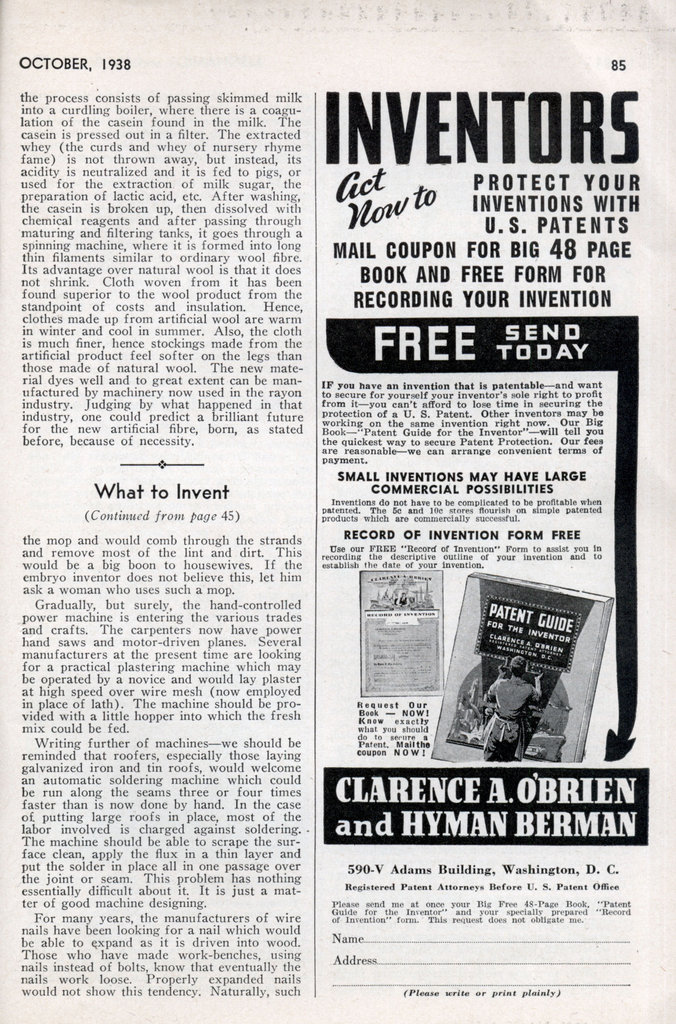 OCTOBER, 1938
85
the process consists of passing skimmed milk
into a curdling boiler, where there is a coagu-
lation of the casein found in the milk. The
casein is pressed out in a filter. The extracted
whey (the curds and whey of nursery rhyme
fame) is not thrown away, but instead, its
acidity is neutralized and it is fed to pigs, or
used for the extraction of milk sugar, the
preparation of lactic acid, etc. After washing,
the casein is broken up, then dissolved with
chemical reagents and after passing through
maturing and filtering tanks, it goes through a
spinning machine, where it is formed into long
thin filaments similar to ordinary wool fibre.
Its advantage over natural wool is that it does
not shrink. Cloth woven from it has been
found superior to the wool product from the
standpoint of costs and insulation. Hence,
clothes made up from artificial wool are warm
in winter and cool in summer. Also, the cloth
is much finer, hence stockings made from the
artificial product feel softer on the legs than
those made of natural wool. The new mate-
rial dyes well and to great extent can be man-
ufactured by machinery now used in the rayon
industry. Judging by what happened in that
industry, one could predict a brilliant future
for the new artificial fibre, born, as stated
before, because of necessity.
What to Invent
(Continued from page 45)
the mop and would comb through the strands
and remove most of the lint and dirt. This
would be a big boon to housewives. If the
embryo inventor does not believe this, let him
ask a woman who uses such a mop.
Gradually, but surely, the hand-controlled
power machine is entering the various trades
and crafts. The carpenters now have power
hand saws and motor-driven planes. Several
manufacturers at the present time are looking
for a practical plastering machine which may
be operated by a novice and would lay plaster
at high speed over wire mesh (now employed
in place of lath). The machine should be pro-
vided with a little hopper into which the fresh
mix could be fed.
Writing further of machines—we should be
reminded that roofers, especially those laying
galvanized iron and tin roofs, would welcome
an automatic soldering machine which could
be run along the seams three or four times
faster than is now done by hand. In the case
of putting large roofs in place, most of the
labor involved is charged against soldering.
The machine should be able to scrape the sur-
face clean, apply the flux in a thin layer and
put the solder in place all in one passage over
the joint or seam. This problem has nothing
essentially difficult about it. It is just a mat-
ter of good machine designing.
For many years, the manufacturers of wire
nails have been looking for a nail which would
be able to expand as it is driven into wood.
Those who have made work-benches, using
nails instead of bolts, know that eventually the
nails work loose. Properly expanded nails
would not show this tendency. Naturally, such
INVENTORS
Act
Now to
PROTECT YOUR
INVENTIONS WITH
U.S. PATENTS
MAIL COUPON FOR BIG 48 PAGE
BOOK AND FREE FORM FOR
RECORDING YOUR INVENTION
FREE SEND
TODAY
IF you have an invention that is patentable—and want
to secure for yourself your inventor's sole right to profit
from it—you can't afford to lose time in securing the
protection of a U. S. Patent. Other inventors may be
working on the same invention right now. Our Big
Book—"Patent Guide for the Inventor"—will tell you
the quickest way to secure Patent Protection. Our fees
are reasonable—we can arrange convenient terms of
payment.
SMALL INVENTIONS MAY HAVE LARGE
COMMERCIAL POSSIBILITIES
Inventions do not have to be complicated to be profitable when
patented. The 5c and 10c stores flourish on simple patented
products which are commercially successful.
RECORD OF INVENTION FORM FREE
Use our FREE "Record of Invention" Form to assist you in
recording the descriptive outline of your invention and to
establish the date of your invention.
CLARENCE A. O'BRIEN
RECORD OF INVENTION
PATENT GUIDE
FOR THE INVENTOR
CLARENCE A. O'BRIEN
WASHINGTON D.C.
Request Our
Book — NOW!
Know exactly
what you should
do to secure a
Patent. Mail the
coupon NOW!
CLARENCE A. O'BRIEN
and HYMAN BERMAN
590-V Adams Building, Washington, D. C.
Registered Patent Attorneys Before U. S. Patent Office
Please send me at once your Big Free 48-Page Book, "Patent
Guide for the Inventor" and your specially prepared "Record
of Invention" form. This request does not obligate me.
Name
Address
(Please write or print plainly)